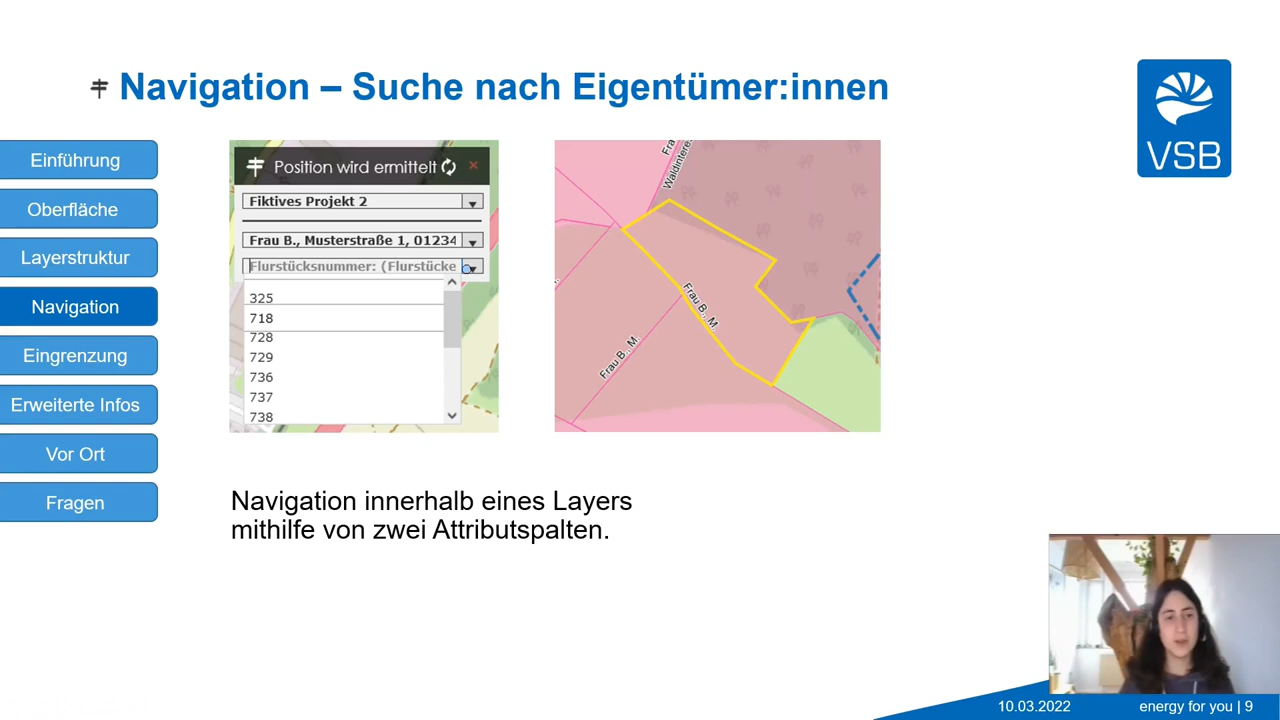 Navigation – Suche nach Eigentümer:innen
VSB
Einführung
Oberfläche
Layerstruktur
Navigation
Eingrenzung
Erweiterte Infos
Vor Ort
Fragen
Position wird ermittelt
Fiktives Projekt 2
Frau B., Musterstraße 1, 01234
Flurstücksnummer: (Flurstücke
325
718
728
729
736
737
738
Fra
Waldintere
Frau B., M.
Frau B., M.
Navigation innerhalb eines Layers
mithilfe von zwei Attributspalten.
10.03.2022
energy for you | 9